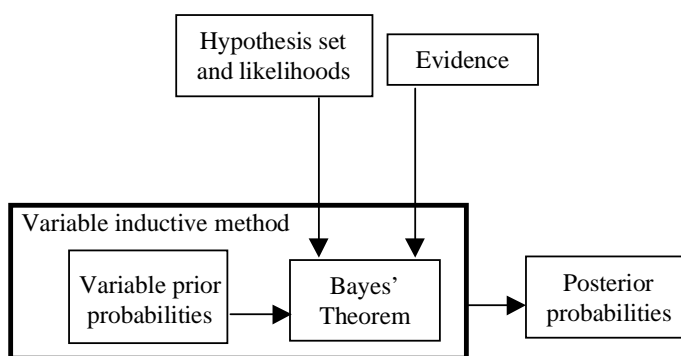 Hypothesis set
and likelihoods
Evidence
Variable inductive method
Variable prior
probabilities
Bayes’
Theorem
Posterior
probabilities